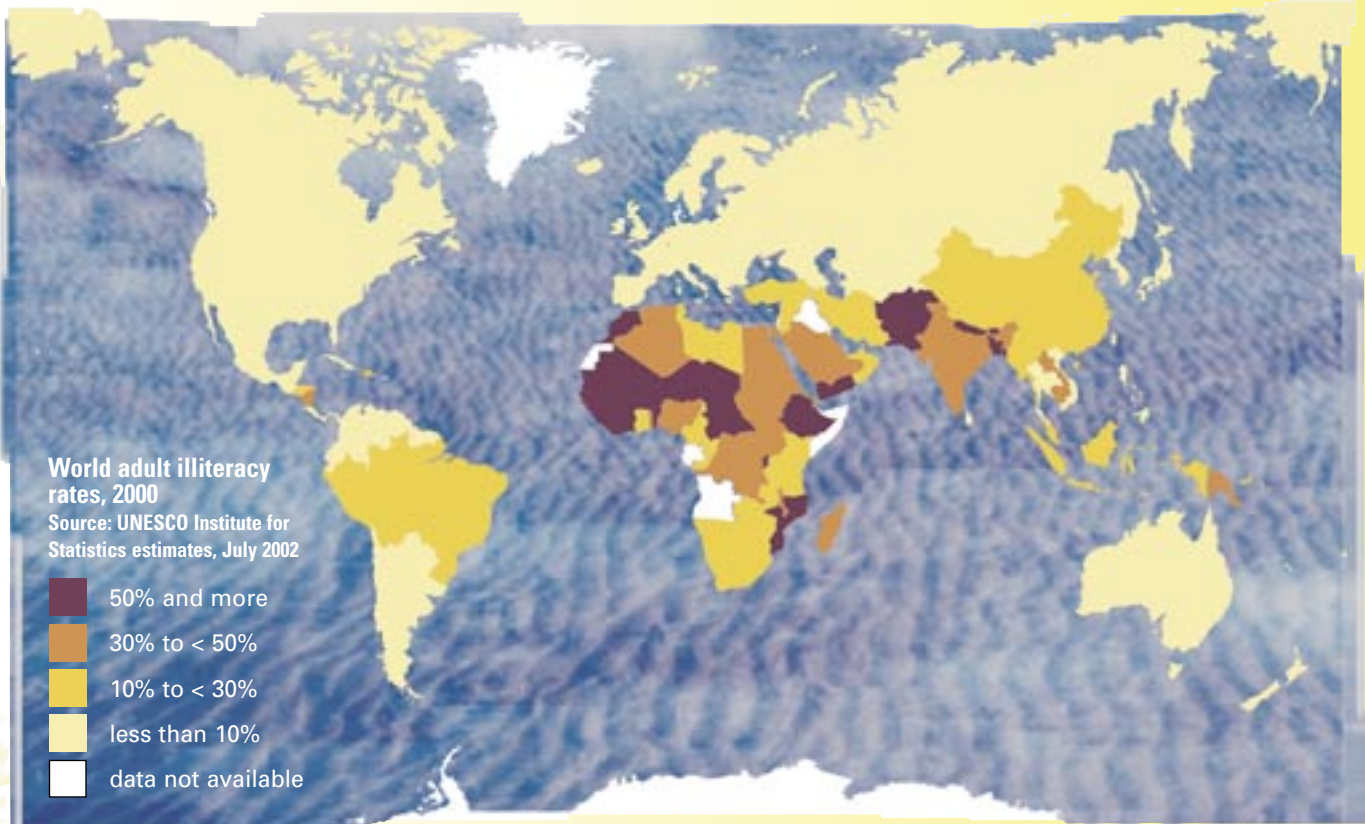 World adult illiteracy
rates, 2000
Source: UNESCO Institute for
Statistics estimates, July 2002
50% and more
30% to < 50%
10% to < 30%
less than 10%
data not available